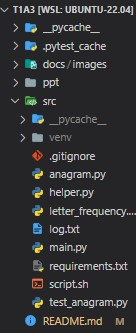 T1A3 [WSL: UBUNTU-22.04]
__pycache__
.pytest_cache
docs / images
ppt
src
__pycache__
venv
.gitignore
anagram.py
helper.py
letter_frequency....
log.txt
main.py
requirements.txt
script.sh
test_anagram.py
README.md